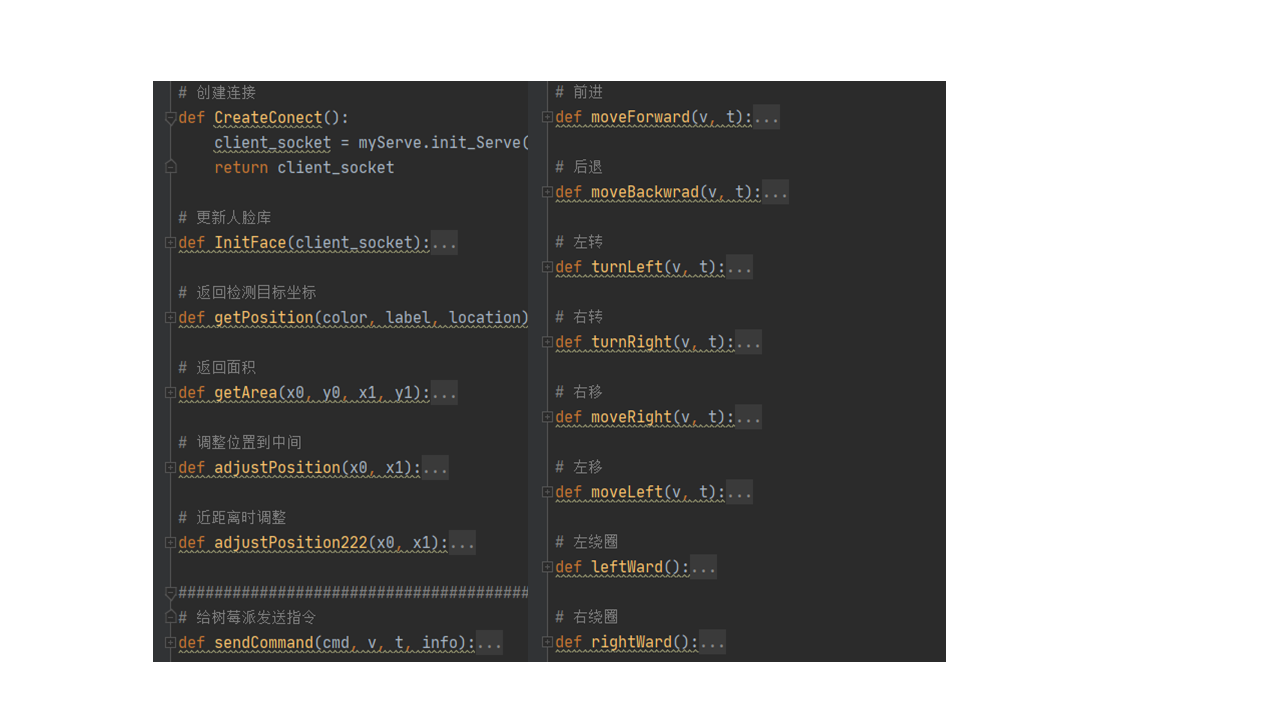 # 创建连接
def CreateConect():
client_socket = myServe.init_Serve(
return client_socket
# 更新人脸库
def InitFace(client_socket):...
# 返回检测目标坐标
def getPosition(color, label, location)
# 返回面积
def getArea(x0, y0, x1, y1):...
# 调整位置到中间
def adjustPosition(x0, x1):...
# 近距离时调整
def adjustPosition222(x0, x1):...
#######################################
# 给树莓派发送指令
def sendCommand(cmd, v, t, info):...
# 前进
def moveForward(v, t):...
# 后退
def moveBackwrad(v, t):...
# 左转
def turnLeft(v, t):...
# 右转
def turnRight(v, t):...
# 右移
def moveRight(v, t):...
# 左移
def moveLeft(v, t):...
# 左绕圈
def leftWard():...
# 右绕圈
def rightWard():...